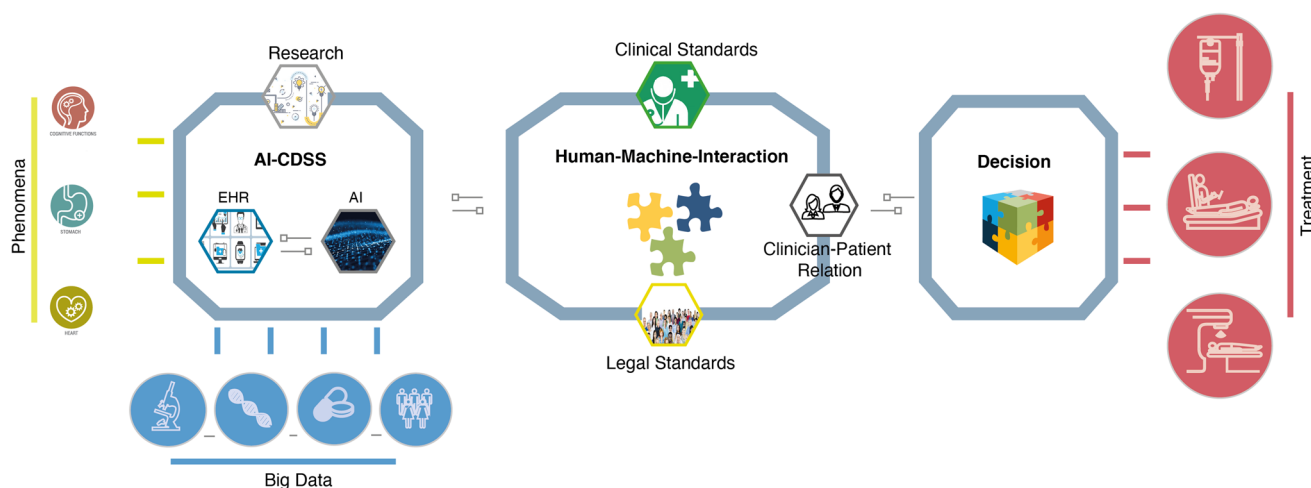 Phenomena
COGNITIVE FUNCTIONS
STOMACH
HEART
Research
AI-CDSS
EHR
AI
Big Data
Clinical Standards
Human-Machine-Interaction
Clinician-Patient
Relation
Legal Standards
Decision
Treatment